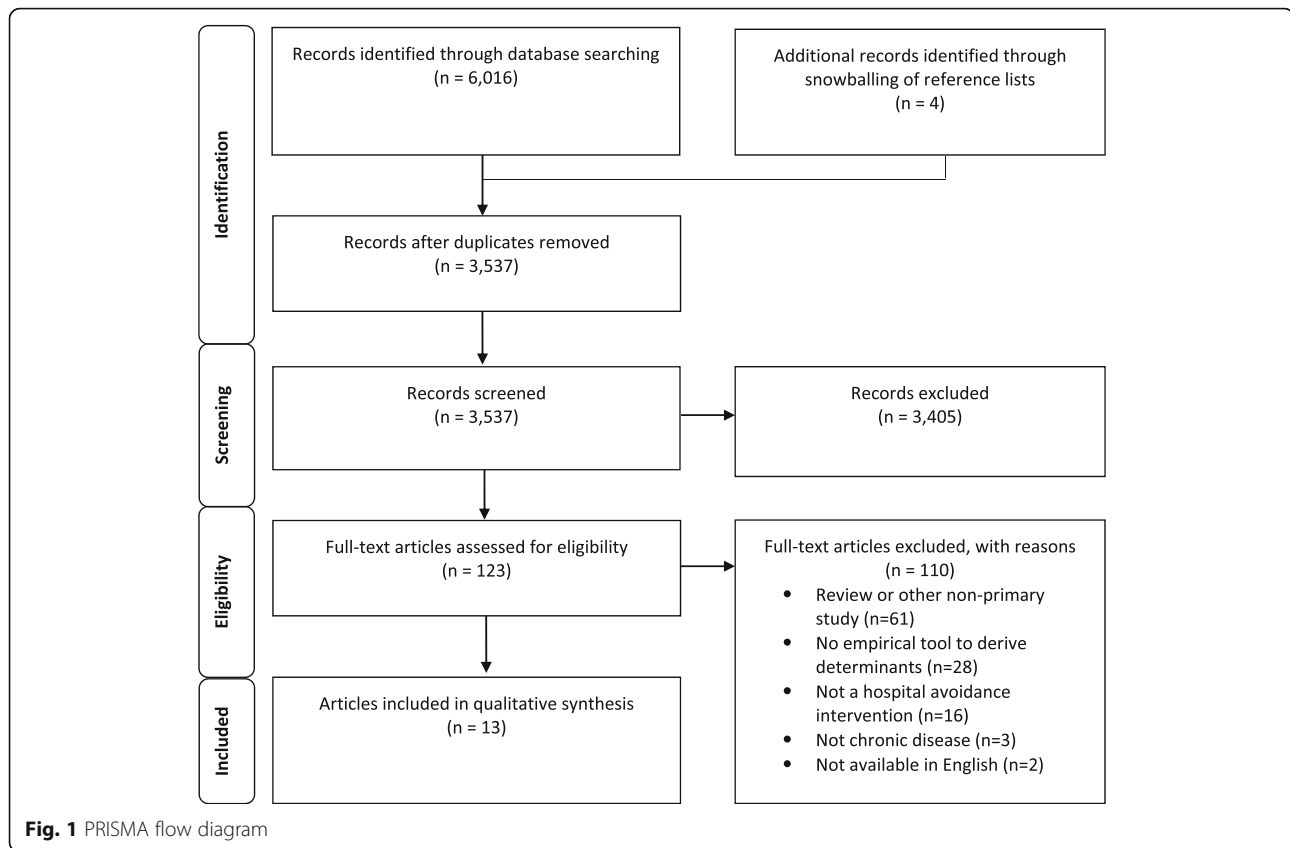 Records identified through database searching
(n = 6,016)
Additional records identified through
snowballing of reference lists
(n = 4)
Identification
Records after duplicates removed
(n = 3,537)
Screening
Records screened
(n = 3,537)
Records excluded
(n = 3,405)
Eligibility
Full-text articles assessed for eligibility
(n = 123)
Full-text articles excluded, with reasons
(n = 110)
• Review or other non-primary
study (n=61)
• No empirical tool to derive
determinants (n=28)
• Not a hospital avoidance
intervention (n=16)
• Not chronic disease (n=3)
• Not available in English (n=2)
Included
Articles included in qualitative synthesis
(n = 13)
Fig. 1 PRISMA flow diagram